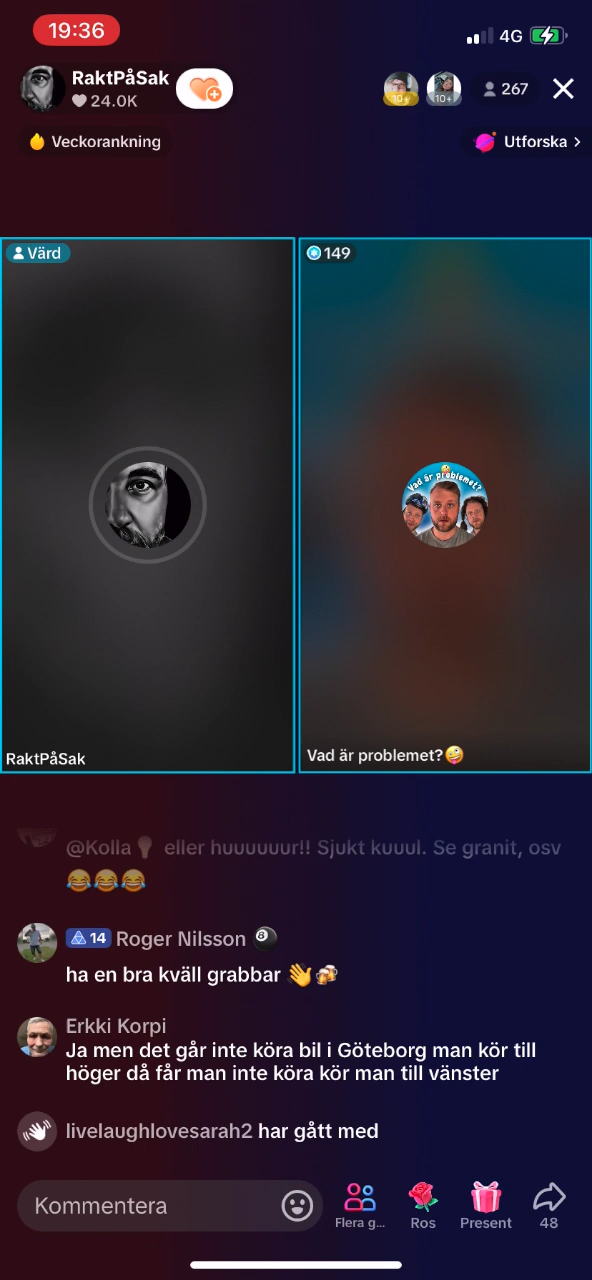 19:36
4G
RaktPåSak
24.0K
10+
10+
267
Veckorankning
Utforska >
Värd
149
Vad är problemet?
RaktPåSak
Vad är problemet?🤪
@Kolla💡 eller huuuuuur!! Sjukt kuuul. Se granit, osv
😂😂😂
14 Roger Nilsson 🎱
ha en bra kväll grabbar 👋🍻
Erkki Korpi
Ja men det går inte köra bil i Göteborg man kör till
höger då får man inte köra kör man till vänster
livelaughlovesarah2 har gått med
Kommentera
Flera g...
Ros
Present
48